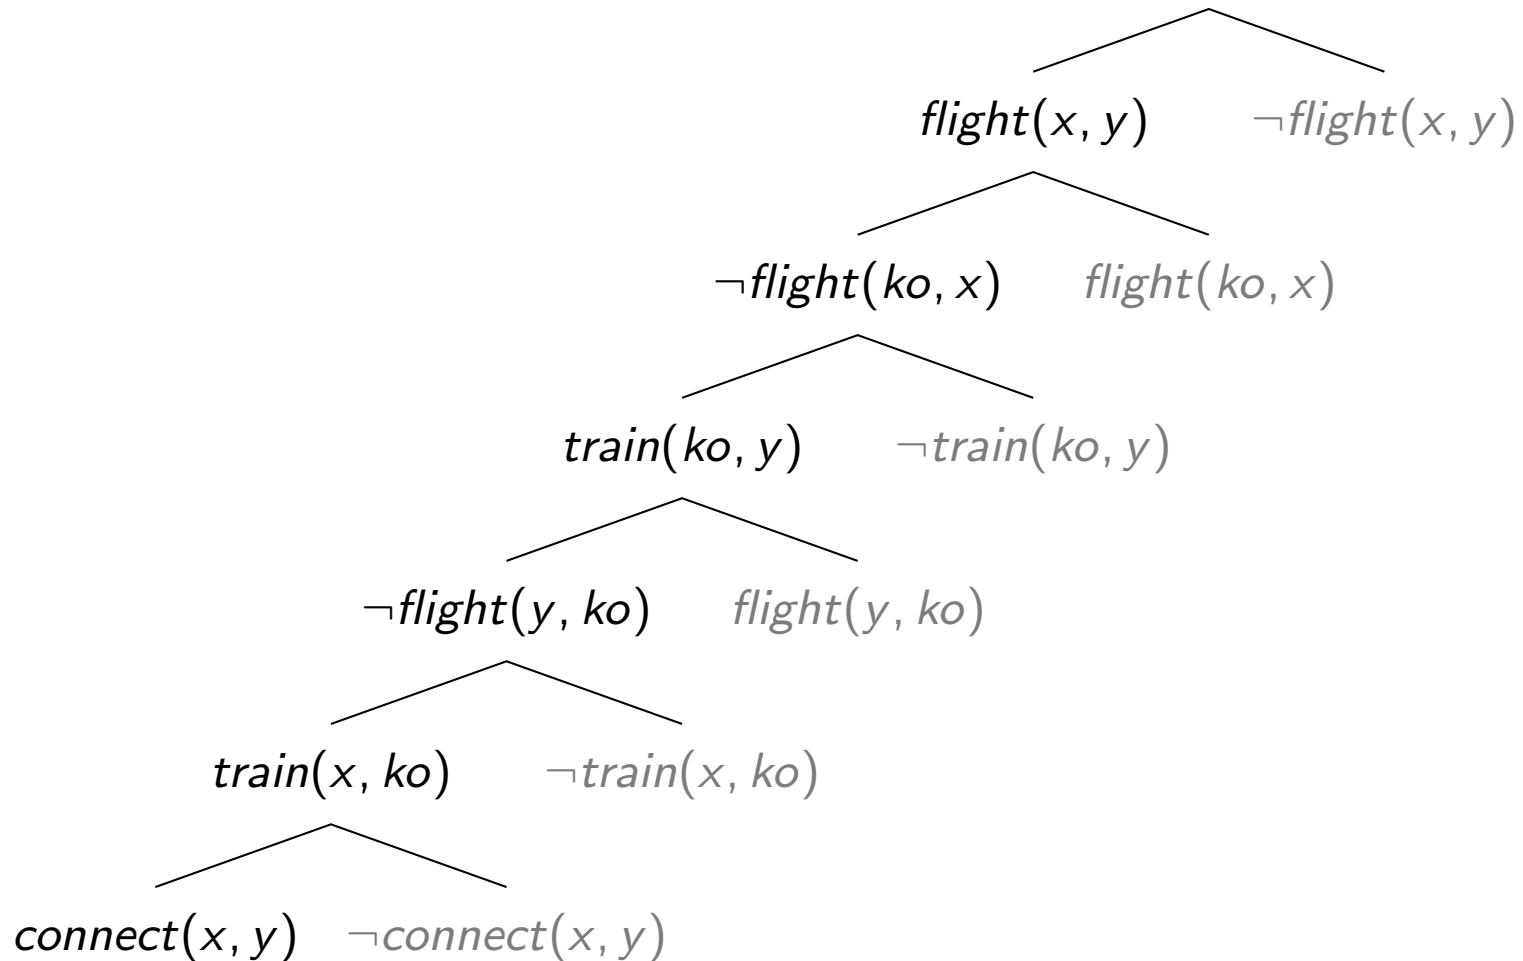 flight(x, y) ¬flight(x, y)
¬flight(ko, x) flight(ko, x)
train(ko, y) ¬train(ko, y)
¬flight(y, ko) flight(y, ko)
train(x, ko) ¬train(x, ko)
connect(x, y) ¬connect(x, y)